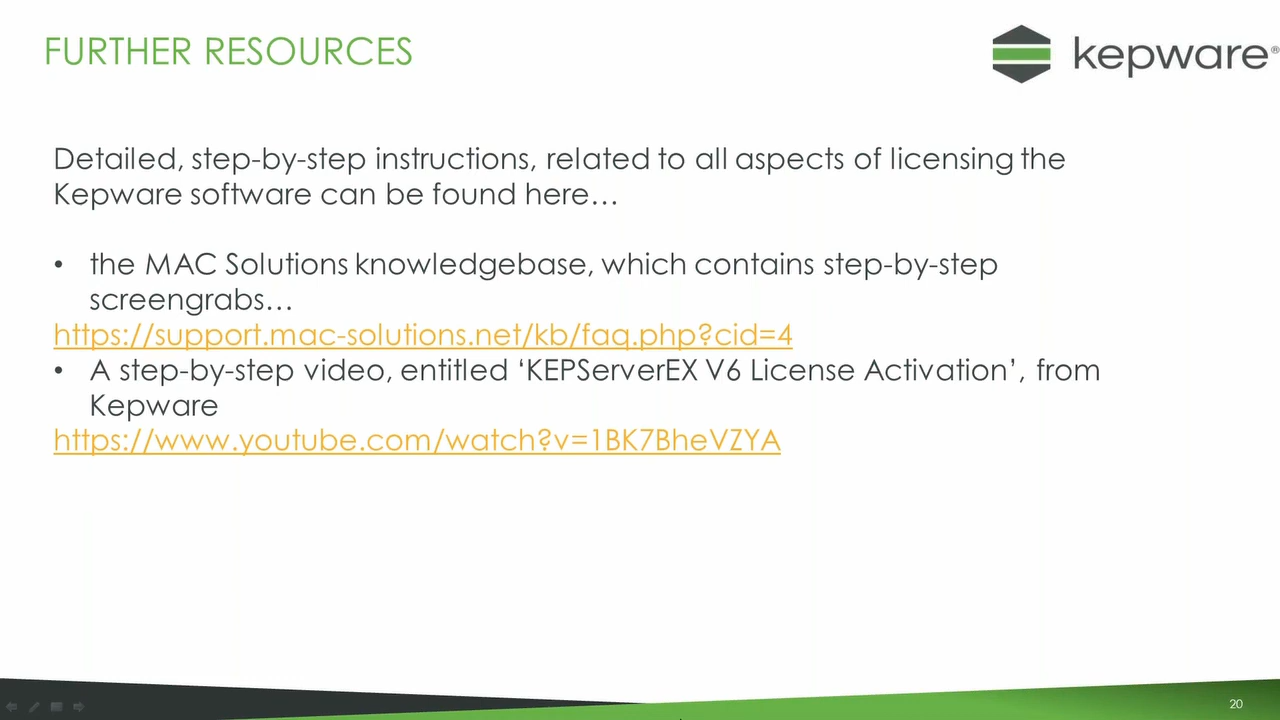 FURTHER RESOURCES
kepware®
Detailed, step-by-step instructions, related to all aspects of licensing the
Kepware software can be found here…
• the MAC Solutions knowledgebase, which contains step-by-step
screengrabs…
https://support.mac-solutions.net/kb/faq.php?cid=4
• A step-by-step video, entitled ‘KEPServerEX V6 License Activation’, from
Kepware
https://www.youtube.com/watch?v=1BK7BheVZYA
20